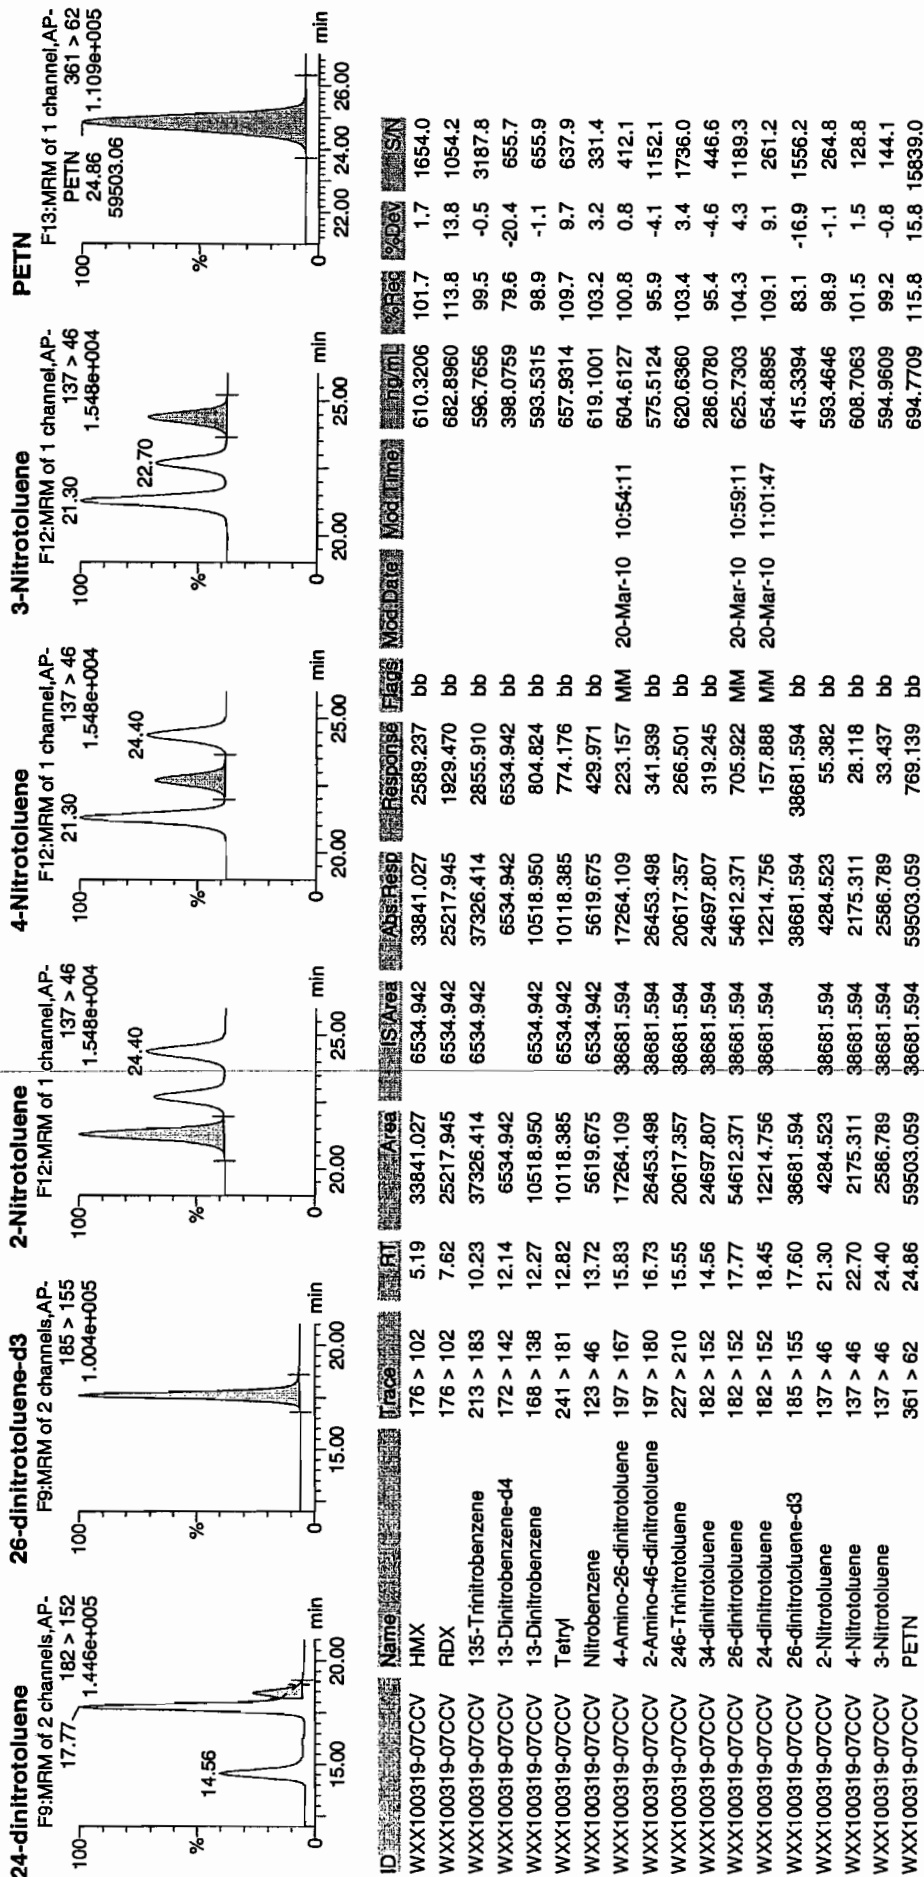 24-dinitrotoluene
F9:MRM of 2 channels,AP-
182 > 152
1.446e+005
17.77
14.56
100
%
0
15.00
20.00
min
26-dinitrotoluene-d3
F9:MRM of 2 channels,AP-
185 > 155
1.004e+005
100
%
0
15.00
20.00
min
2-Nitrotoluene
F12:MRM of 1 channel,AP-
137 > 46
1.548e+004
24.40
100
%
0
20.00
25.00
min
4-Nitrotoluene
F12:MRM of 1 channel,AP-
137 > 46
1.548e+004
21.30
24.40
100
%
0
20.00
25.00
min
3-Nitrotoluene
F12:MRM of 1 channel,AP-
137 > 46
1.548e+004
21.30
22.70
100
%
0
20.00
25.00
min
PETN
F13:MRM of 1 channel,AP-
361 > 62
1.109e+005
PETN
24.86
59503.06
100
%
0
22.00
24.00
26.00
min
ID Name Trace RT Area IS Area Abs.Resp Response Flags Mod.Date Mod.Time ng/mL %Rec %Dev S/N
WXX100319-07CCV HMX 176 > 102 5.19 33841.027 6534.942 33841.027 2589.237 bb 610.3206 101.7 1.7 1654.0
WXX100319-07CCV RDX 176 > 102 7.62 25217.945 6534.942 25217.945 1929.470 bb 682.8960 113.8 13.8 1054.2
WXX100319-07CCV 135-Trinitrobenzene 213 > 183 10.23 37326.414 6534.942 37326.414 2855.910 bb 596.7656 99.5 -0.5 3187.8
WXX100319-07CCV 13-Dinitrobenzene-d4 172 > 142 12.14 6534.942 6534.942 6534.942 bb 398.0759 79.6 -20.4 655.7
WXX100319-07CCV 13-Dinitrobenzene 168 > 138 12.27 10518.950 6534.942 10518.950 804.824 bb 593.5315 98.9 -1.1 655.9
WXX100319-07CCV Tetryl 241 > 181 12.82 10118.385 6534.942 10118.385 774.176 bb 657.9314 109.7 9.7 637.9
WXX100319-07CCV Nitrobenzene 123 > 46 13.72 5619.675 6534.942 5619.675 429.971 bb 619.1001 103.2 3.2 331.4
WXX100319-07CCV 4-Amino-26-dinitrotoluene 197 > 167 15.83 17264.109 38681.594 17264.109 223.157 MM 20-Mar-10 10:54:11 604.6127 100.8 0.8 412.1
WXX100319-07CCV 2-Amino-46-dinitrotoluene 197 > 180 16.73 26453.498 38681.594 26453.498 341.939 bb 575.5124 95.9 -4.1 1152.1
WXX100319-07CCV 246-Trinitrotoluene 227 > 210 15.55 20617.357 38681.594 20617.357 266.501 bb 620.6360 103.4 3.4 1736.0
WXX100319-07CCV 34-dinitrotoluene 182 > 152 14.56 24697.807 38681.594 24697.807 319.245 bb 286.0780 95.4 -4.6 446.6
WXX100319-07CCV 26-dinitrotoluene 182 > 152 17.77 54612.371 38681.594 54612.371 705.922 MM 20-Mar-10 10:59:11 625.7303 104.3 4.3 1189.3
WXX100319-07CCV 24-dinitrotoluene 182 > 152 18.45 12214.756 38681.594 12214.756 157.888 MM 20-Mar-10 11:01:47 654.8895 109.1 9.1 261.2
WXX100319-07CCV 26-dinitrotoluene-d3 185 > 155 17.60 38681.594 38681.594 38681.594 bb 415.3394 83.1 -16.9 1556.2
WXX100319-07CCV 2-Nitrotoluene 137 > 46 21.30 4284.523 38681.594 4284.523 55.382 bb 593.4646 98.9 -1.1 264.8
WXX100319-07CCV 4-Nitrotoluene 137 > 46 22.70 2175.311 38681.594 2175.311 28.118 bb 608.7063 101.5 1.5 128.8
WXX100319-07CCV 3-Nitrotoluene 137 > 46 24.40 2586.789 38681.594 2586.789 33.437 bb 594.9609 99.2 -0.8 144.1
WXX100319-07CCV PETN 361 > 62 24.86 59503.059 38681.594 59503.059 769.139 bb 694.7709 115.8 15.8 15839.0